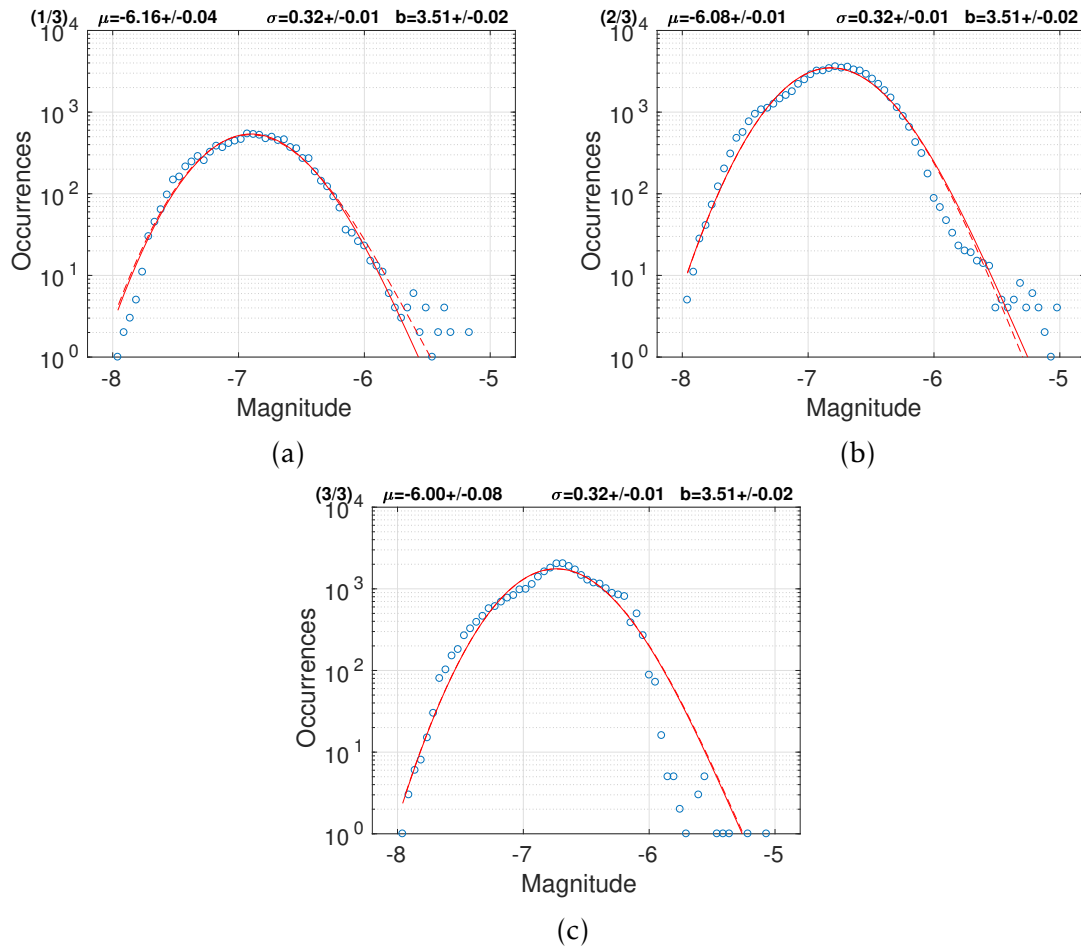 (1/3) μ=-6.16+/-0.04 σ=0.32+/-0.01 b=3.51+/-0.02
10^4
10^3
10^2
10^1
10^0
Occurrences
-8 -7 -6 -5
Magnitude
(a)
(2/3) μ=-6.08+/-0.01 σ=0.32+/-0.01 b=3.51+/-0.02
10^4
10^3
10^2
10^1
10^0
Occurrences
-8 -7 -6 -5
Magnitude
(b)
(3/3) μ=-6.00+/-0.08 σ=0.32+/-0.01 b=3.51+/-0.02
10^4
10^3
10^2
10^1
10^0
Occurrences
-8 -7 -6 -5
Magnitude
(c)